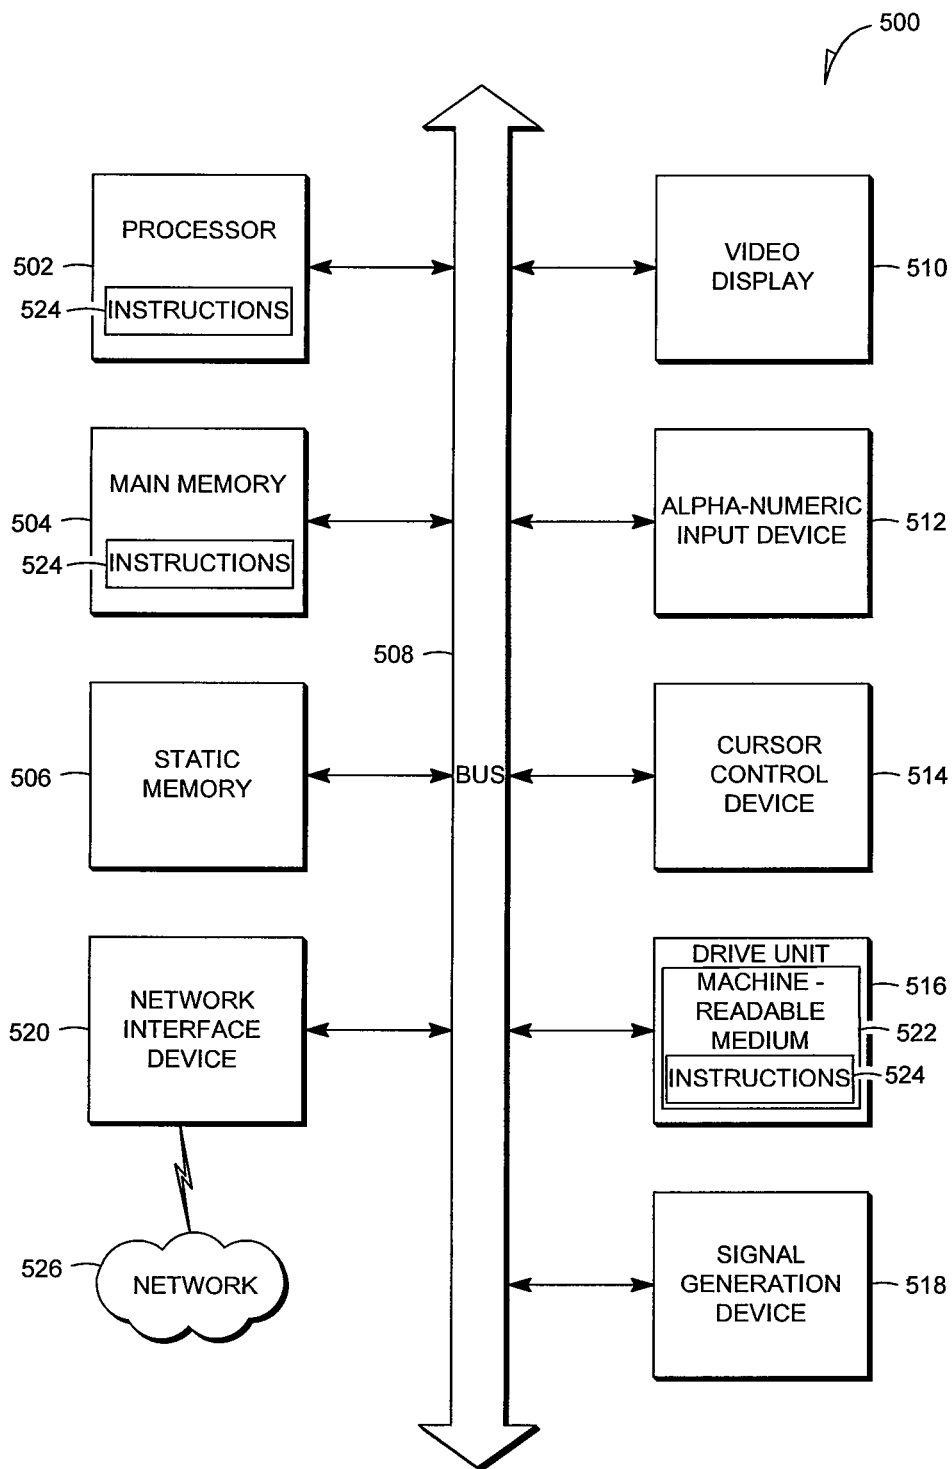 500
PROCESSOR
502
524
INSTRUCTIONS
VIDEO
DISPLAY
510
MAIN MEMORY
504
524
INSTRUCTIONS
ALPHA-NUMERIC
INPUT DEVICE
512
508
STATIC
MEMORY
506
BUS
CURSOR
CONTROL
DEVICE
514
NETWORK
INTERFACE
DEVICE
520
DRIVE UNIT
MACHINE -
READABLE
MEDIUM
INSTRUCTIONS
516
522
524
526
NETWORK
SIGNAL
GENERATION
DEVICE
518